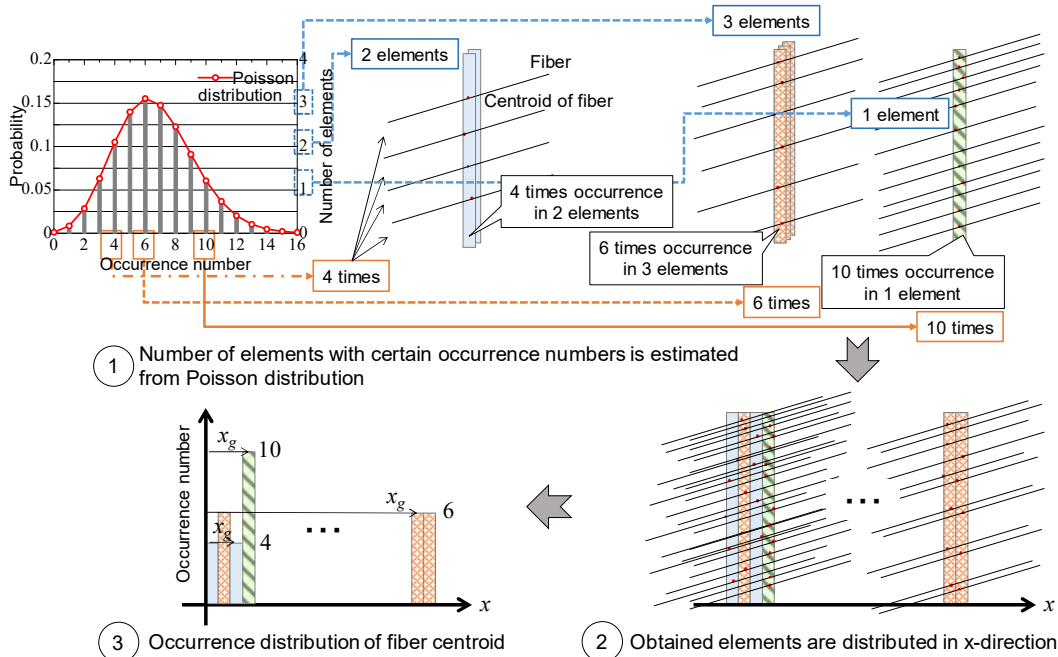 3 elements
2 elements
0.2
0.15
0.1
0.05
0
Probability
Poisson
distribution
4
3
2
1
0
Number of elements
0 2 4 6 8 10 12 14 16
Occurrence number
Fiber
Centroid of fiber
1 element
4 times occurrence
in 2 elements
6 times occurrence
in 3 elements
10 times occurrence
in 1 element
4 times
6 times
10 times
1 Number of elements with certain occurrence numbers is estimated
from Poisson distribution
Occurrence number
x_g
10
x_g
6
x_g
4
...
x
3 Occurrence distribution of fiber centroid
...
x
2 Obtained elements are distributed in x-direction